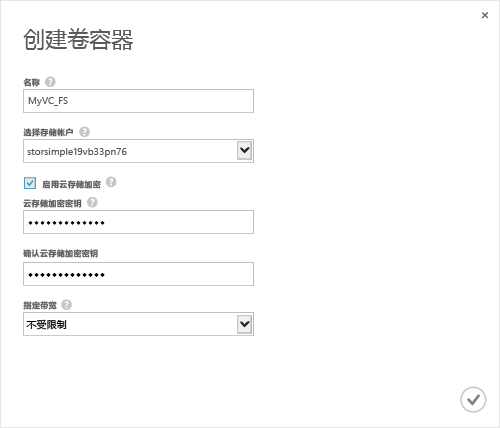 创建卷容器
名称
MyVC_FS
选择存储帐户
storsimple19vb33pn76
启用云存储加密
云存储加密密钥
确认云存储加密密钥
指定带宽
不受限制